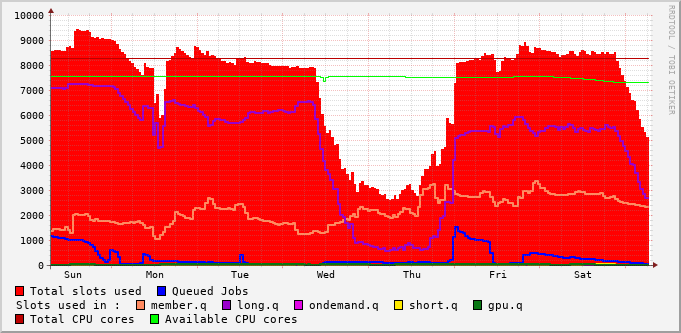 10000
9000
8000
7000
6000
5000
4000
3000
2000
1000
0
Sun Mon Tue Wed Thu Fri Sat
RRDTOOL / TOBI OETIKER
Total slots used Queued Jobs
Slots used in : member.q long.q ondemand.q short.q gpu.q
Total CPU cores Available CPU cores